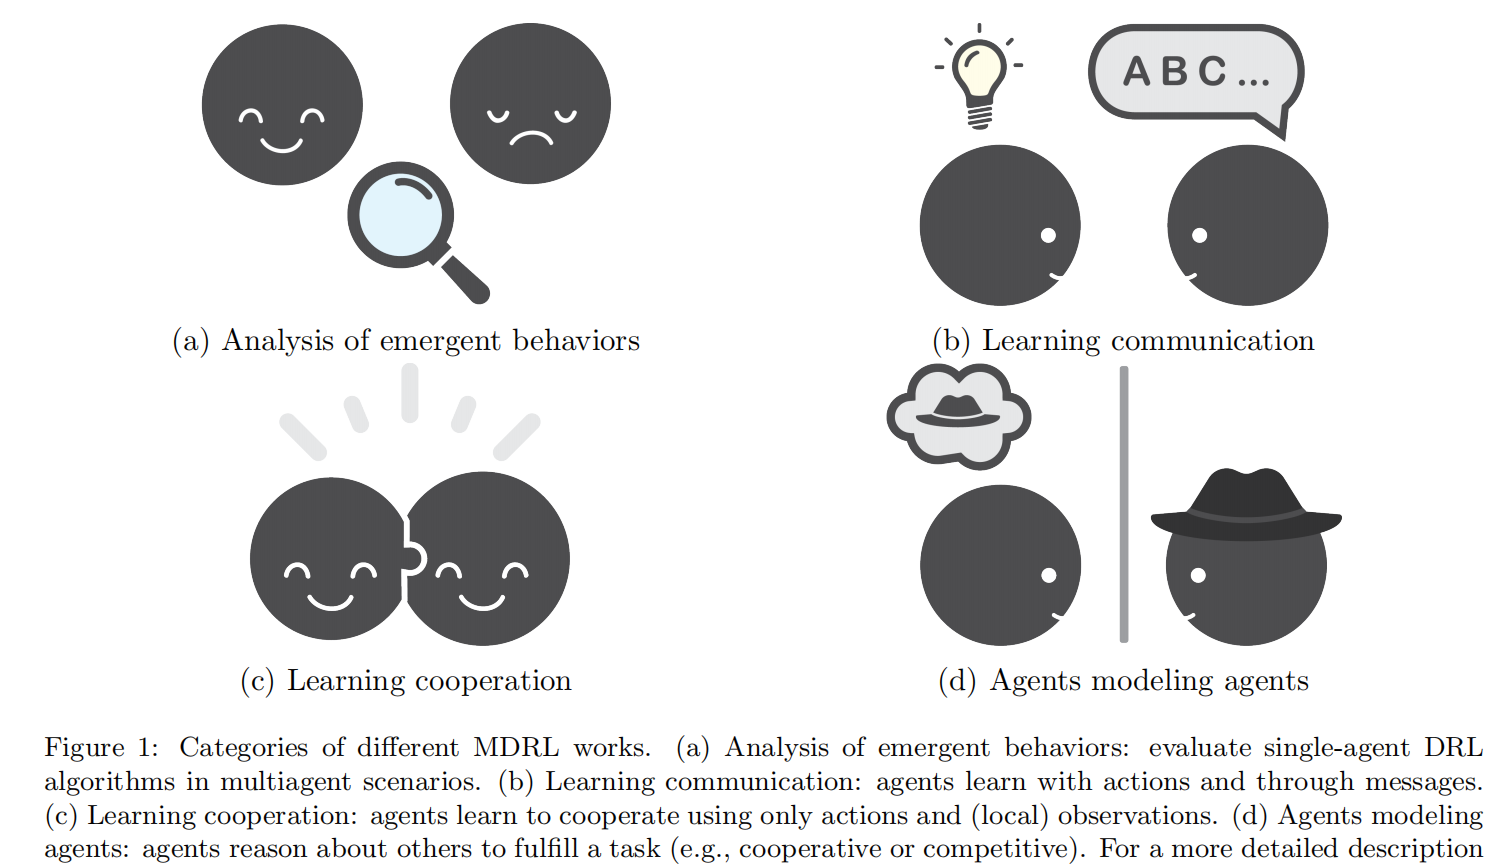 A B C ...
(a) Analysis of emergent behaviors
(b) Learning communication
(c) Learning cooperation
(d) Agents modeling agents
Figure 1: Categories of different MDRL works. (a) Analysis of emergent behaviors: evaluate single-agent DRL
algorithms in multiagent scenarios. (b) Learning communication: agents learn with actions and through messages.
(c) Learning cooperation: agents learn to cooperate using only actions and (local) observations. (d) Agents modeling
agents: agents reason about others to fulfill a task (e.g., cooperative or competitive). For a more detailed description